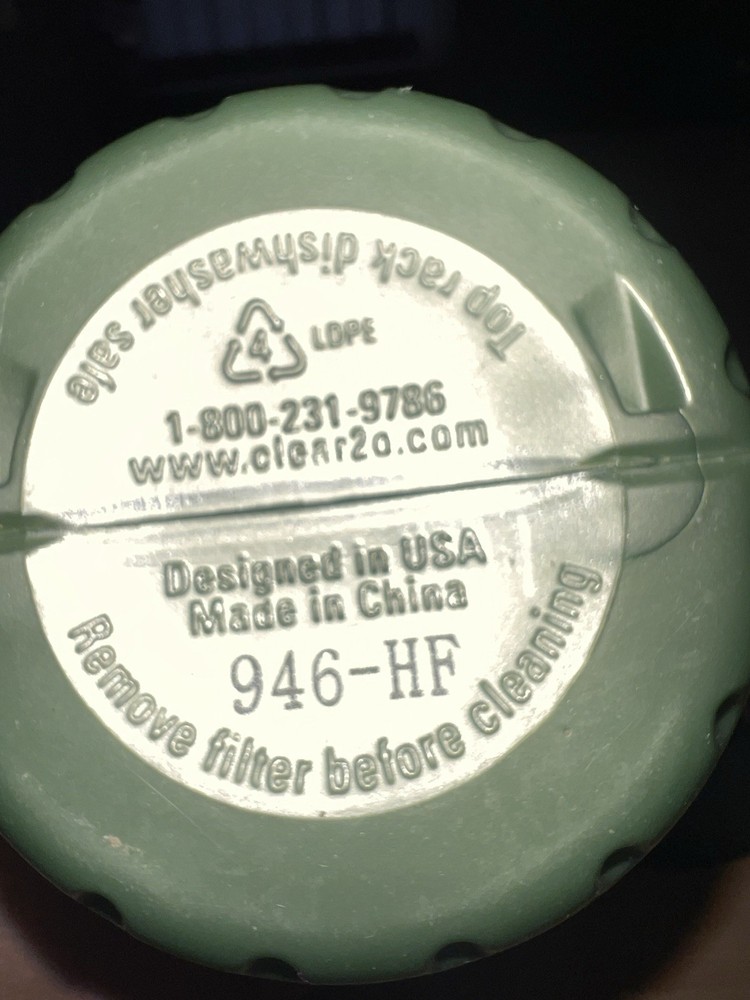 Top rack dishwasher safe
4 LDPE
1-800-231-9786
www.clear2o.com
Designed in USA
Made in China
946-HF
Remove filter before cleaning